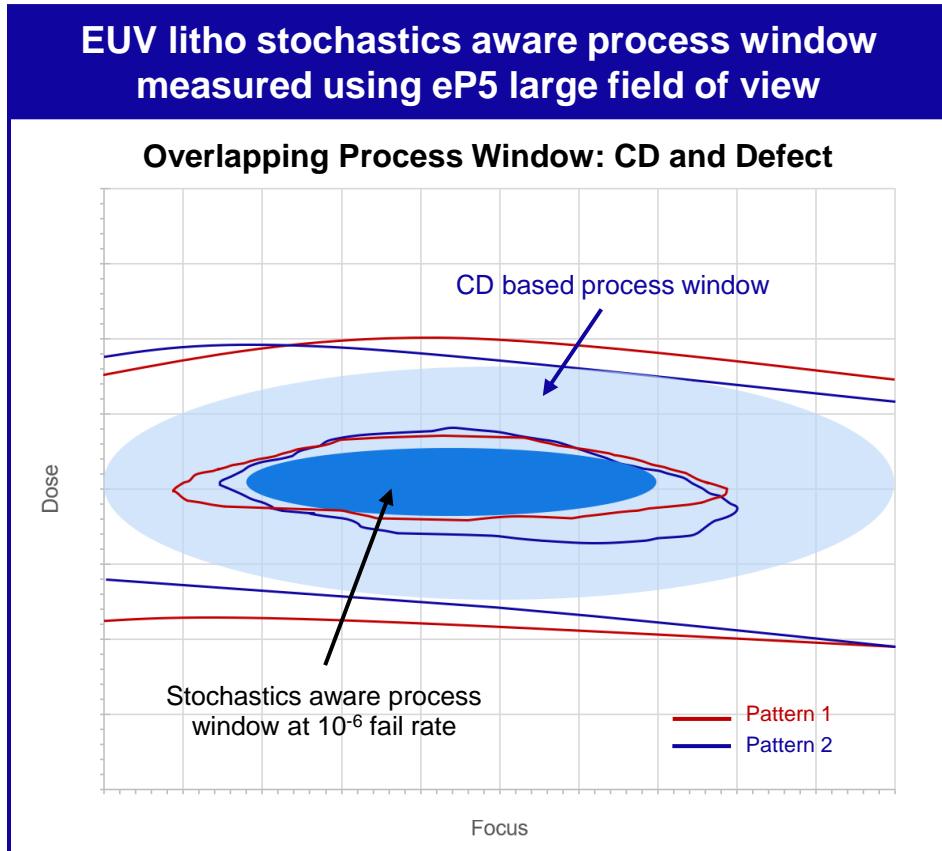 EUV litho stochastics aware process window
measured using eP5 large field of view
Overlapping Process Window: CD and Defect
CD based process window
Dose
Stochastics aware process
window at 10⁻⁶ fail rate
Pattern 1
Pattern 2
Focus